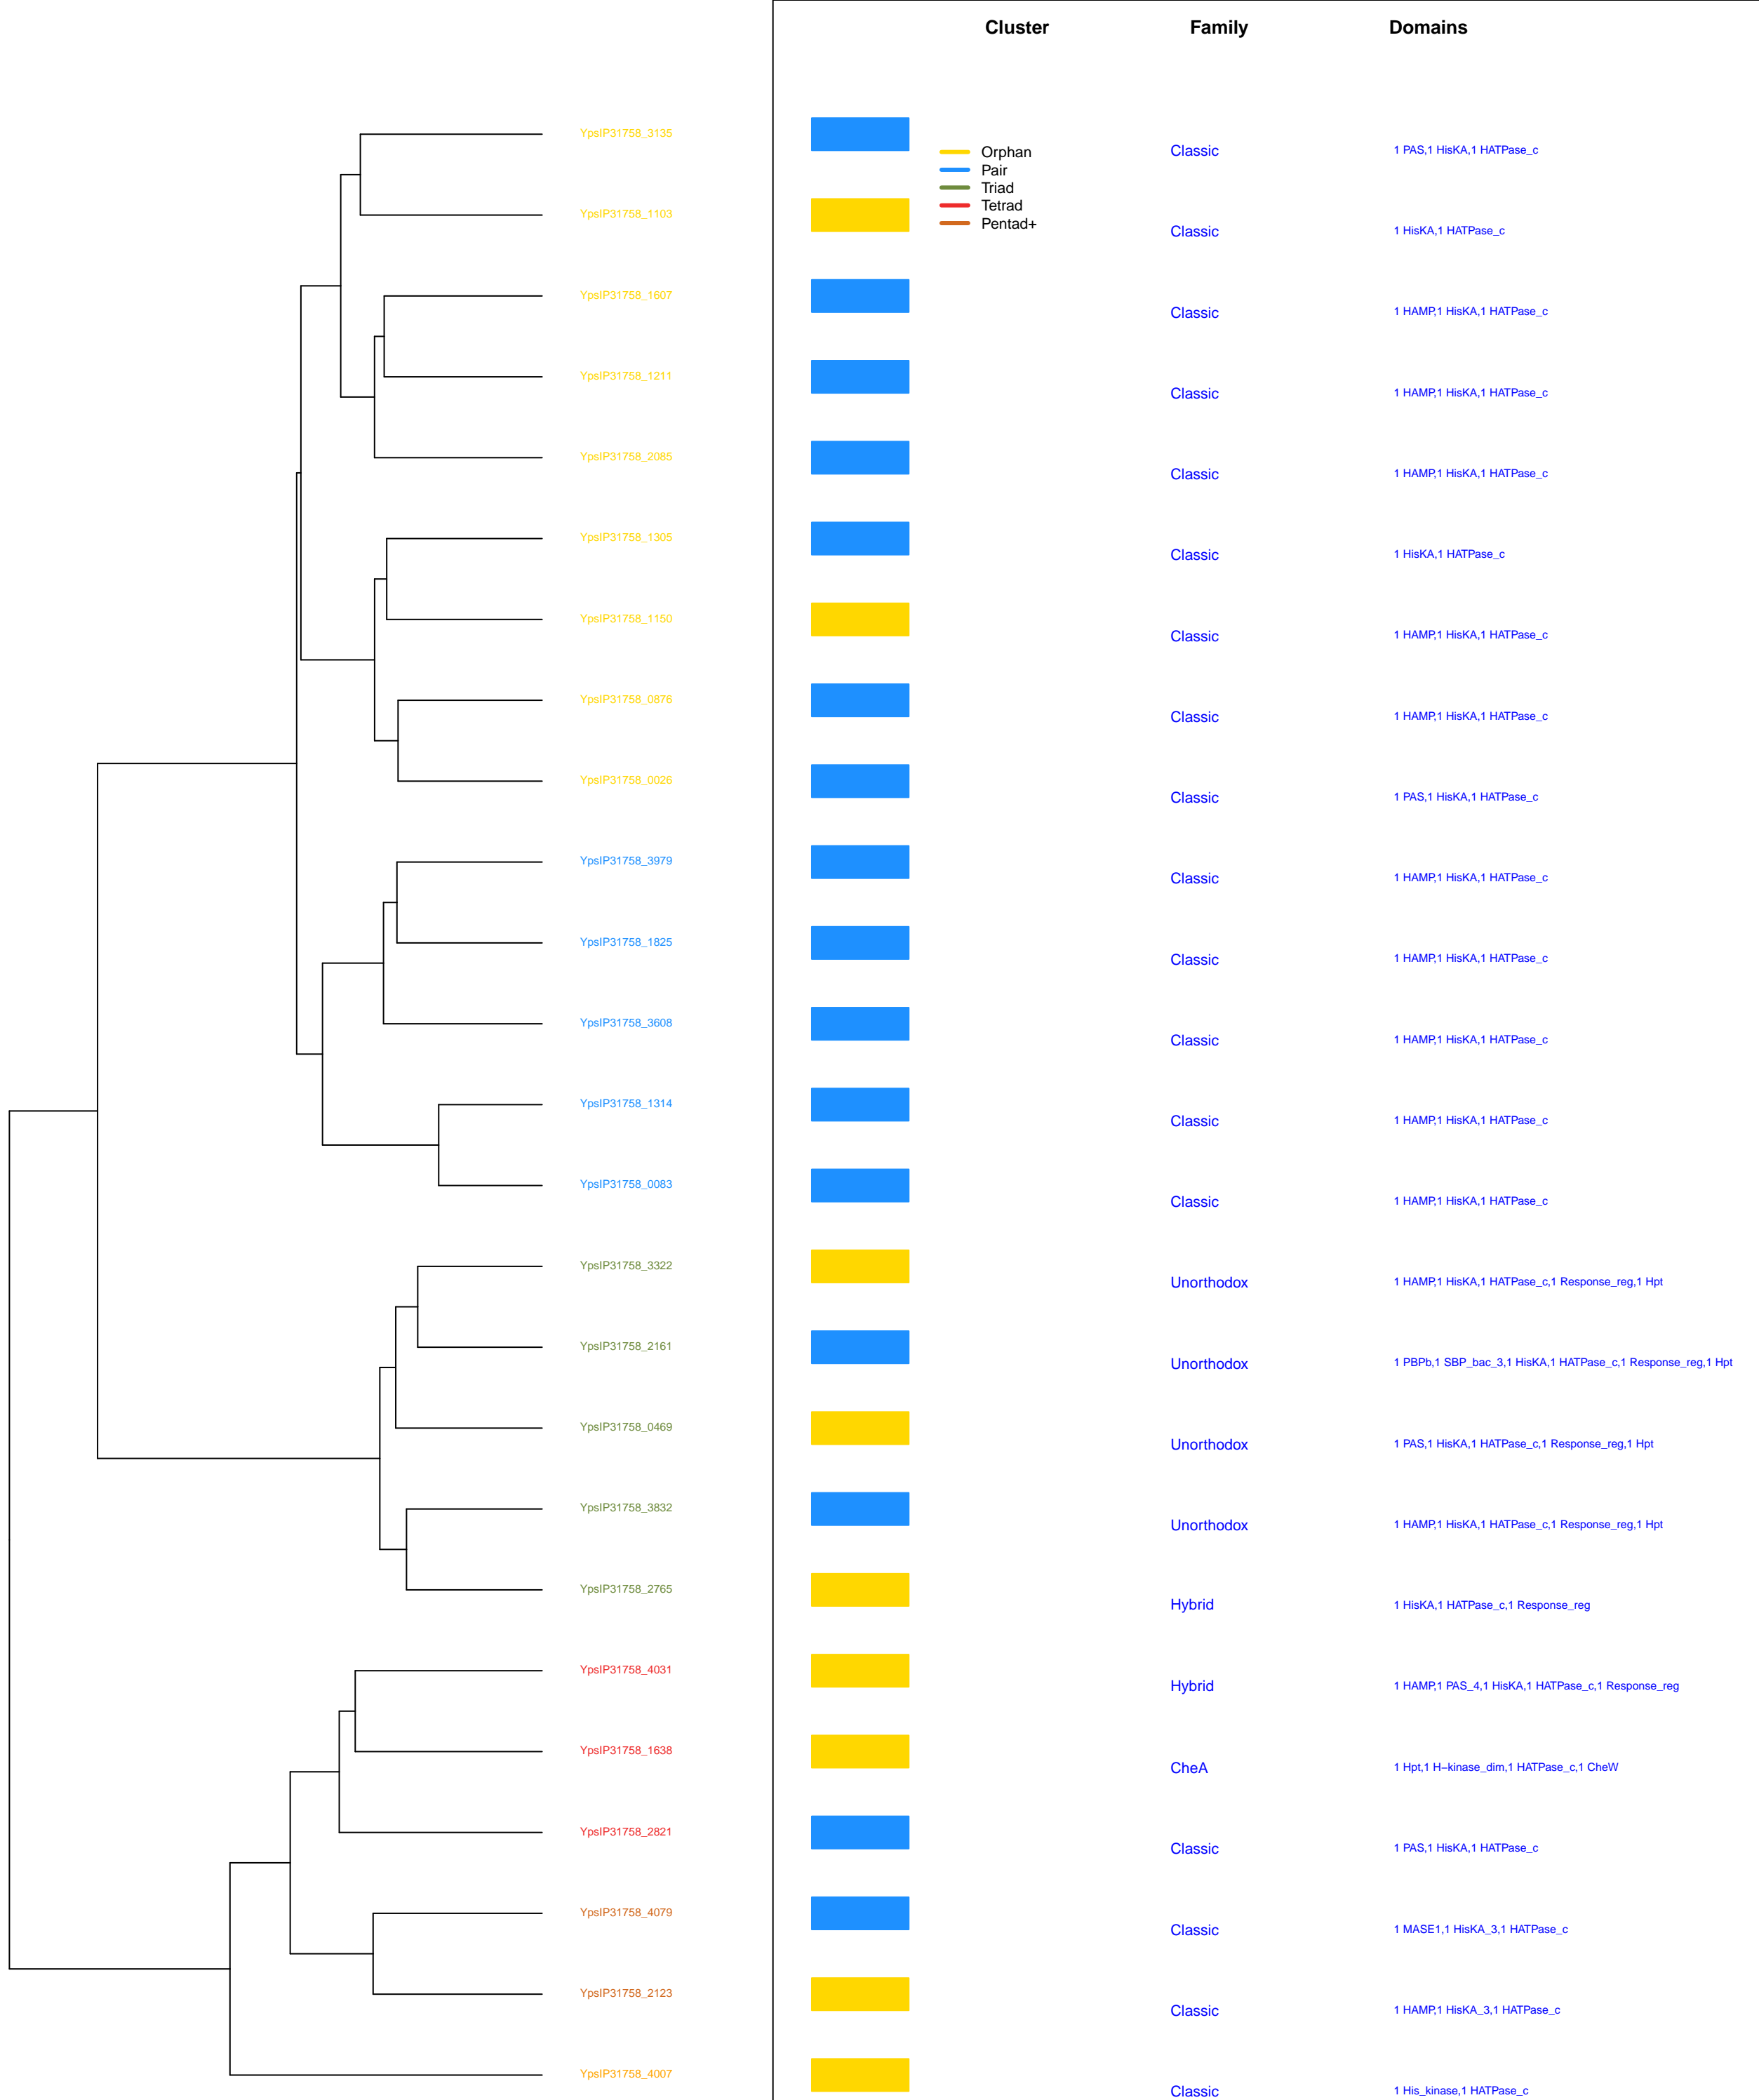 Cluster Family Domains
YpsIP31758_3135 Classic 1 PAS,1 HisKA,1 HATPase_c
Orphan
Pair
Triad
Tetrad
Pentad+
YpsIP31758_1103 Classic 1 HisKA,1 HATPase_c
YpsIP31758_1607 Classic 1 HAMP,1 HisKA,1 HATPase_c
YpsIP31758_1211 Classic 1 HAMP,1 HisKA,1 HATPase_c
YpsIP31758_2085 Classic 1 HAMP,1 HisKA,1 HATPase_c
YpsIP31758_1305 Classic 1 HisKA,1 HATPase_c
YpsIP31758_1150 Classic 1 HAMP,1 HisKA,1 HATPase_c
YpsIP31758_0876 Classic 1 HAMP,1 HisKA,1 HATPase_c
YpsIP31758_0026 Classic 1 PAS,1 HisKA,1 HATPase_c
YpsIP31758_3979 Classic 1 HAMP,1 HisKA,1 HATPase_c
YpsIP31758_1825 Classic 1 HAMP,1 HisKA,1 HATPase_c
YpsIP31758_3608 Classic 1 HAMP,1 HisKA,1 HATPase_c
YpsIP31758_1314 Classic 1 HAMP,1 HisKA,1 HATPase_c
YpsIP31758_0083 Classic 1 HAMP,1 HisKA,1 HATPase_c
YpsIP31758_3322 Unorthodox 1 HAMP,1 HisKA,1 HATPase_c,1 Response_reg,1 Hpt
YpsIP31758_2161 Unorthodox 1 PBPb,1 SBP_bac_3,1 HisKA,1 HATPase_c,1 Response_reg,1 Hpt
YpsIP31758_0469 Unorthodox 1 PAS,1 HisKA,1 HATPase_c,1 Response_reg,1 Hpt
YpsIP31758_3832 Unorthodox 1 HAMP,1 HisKA,1 HATPase_c,1 Response_reg,1 Hpt
YpsIP31758_2765 Hybrid 1 HisKA,1 HATPase_c,1 Response_reg
YpsIP31758_4031 Hybrid 1 HAMP,1 PAS_4,1 HisKA,1 HATPase_c,1 Response_reg
YpsIP31758_1638 CheA 1 Hpt,1 H−kinase_dim,1 HATPase_c,1 CheW
YpsIP31758_2821 Classic 1 PAS,1 HisKA,1 HATPase_c
YpsIP31758_4079 Classic 1 MASE1,1 HisKA_3,1 HATPase_c
YpsIP31758_2123 Classic 1 HAMP,1 HisKA_3,1 HATPase_c
YpsIP31758_4007 Classic 1 His_kinase,1 HATPase_c